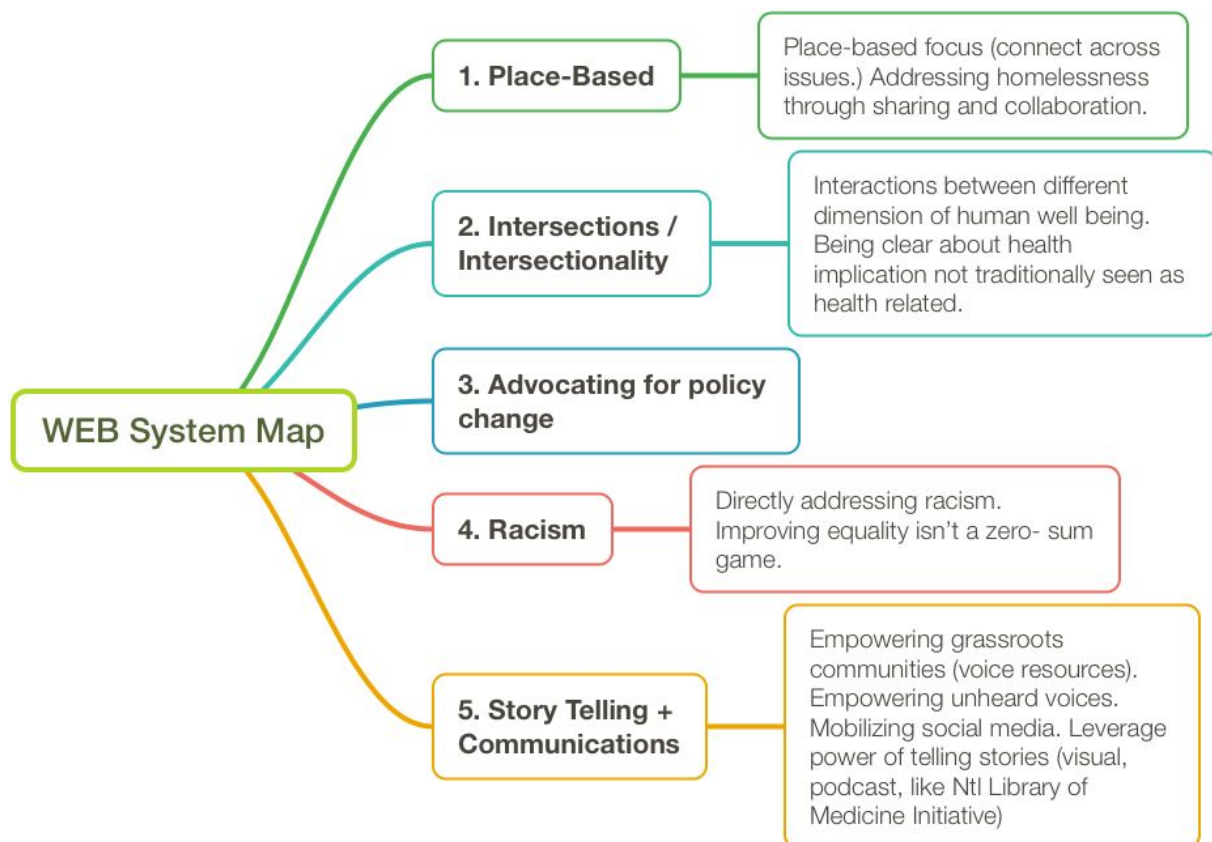 1. Place-Based
Place-based focus (connect across
issues.) Addressing homelessness
through sharing and collaboration.
2. Intersections /
Intersectionality
Interactions between different
dimension of human well being.
Being clear about health
implication not traditionally seen as
health related.
3. Advocating for policy
change
WEB System Map
4. Racism
Directly addressing racism.
Improving equality isn’t a zero- sum
game.
5. Story Telling +
Communications
Empowering grassroots
communities (voice resources).
Empowering unheard voices.
Mobilizing social media. Leverage
power of telling stories (visual,
podcast, like Ntl Library of
Medicine Initiative)